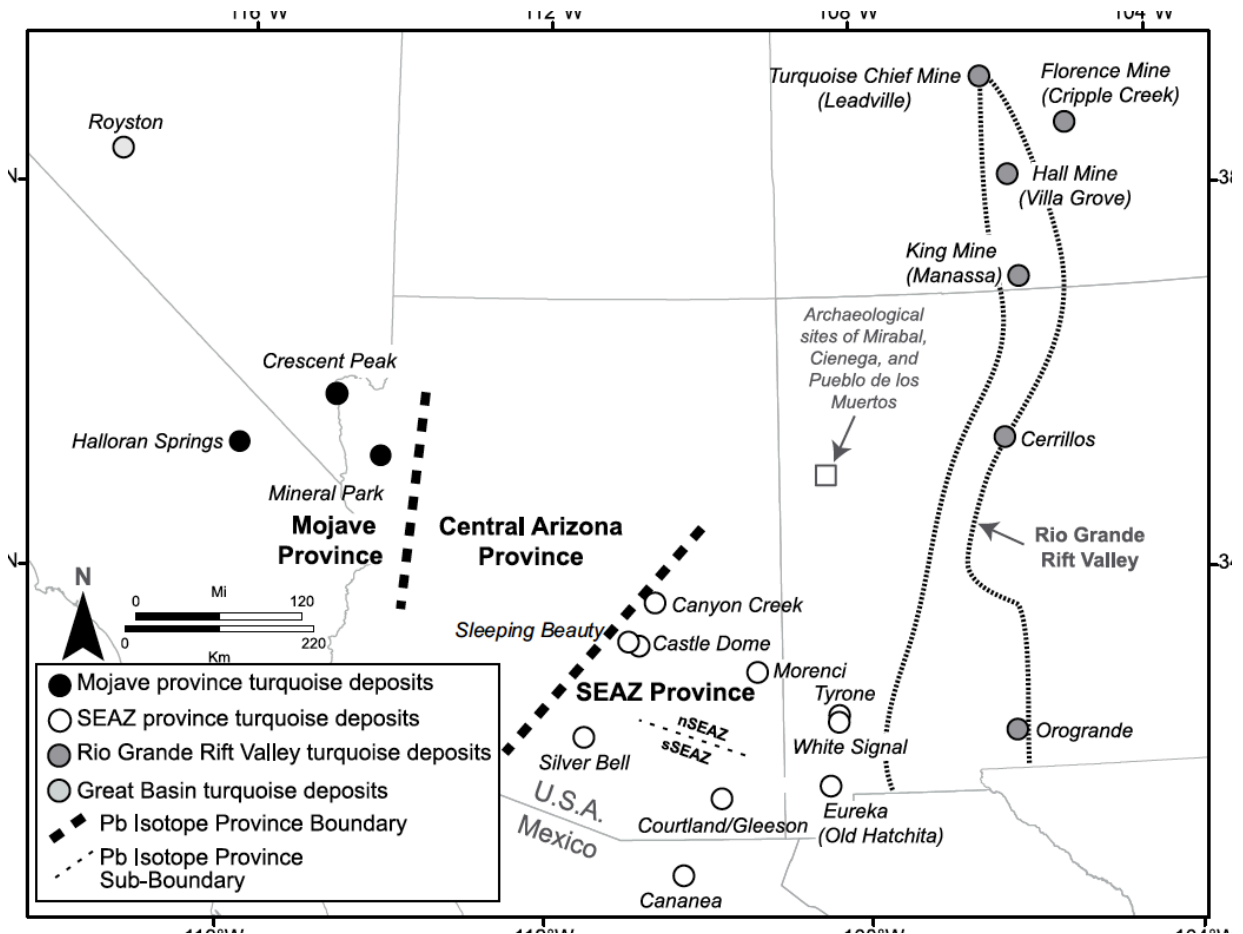 116°W
112°W
108°W
104°W
Turquoise Chief Mine
(Leadville)
Florence Mine
(Cripple Creek)
Royston
Hall Mine
(Villa Grove)
King Mine
(Manassa)
Archaeological
sites of Mirabal,
Cienega, and
Pueblo de los
Muertos
Crescent Peak
Halloran Springs
Cerrillos
Mineral Park
Mojave
Province
Central Arizona
Province
Rio Grande
Rift Valley
N
0 Mi 120
0 Km 220
Canyon Creek
Sleeping Beauty
Castle Dome
Morenci
SEAZ Province
Tyrone
nSEAZ
sSEAZ
White Signal
Orogrande
Silver Bell
U.S.A.
Mexico
Courtland/Gleeson
Eureka
(Old Hatchita)
Cananea
Mojave province turquoise deposits
SEAZ province turquoise deposits
Rio Grande Rift Valley turquoise deposits
Great Basin turquoise deposits
Pb Isotope Province Boundary
Pb Isotope Province
Sub-Boundary